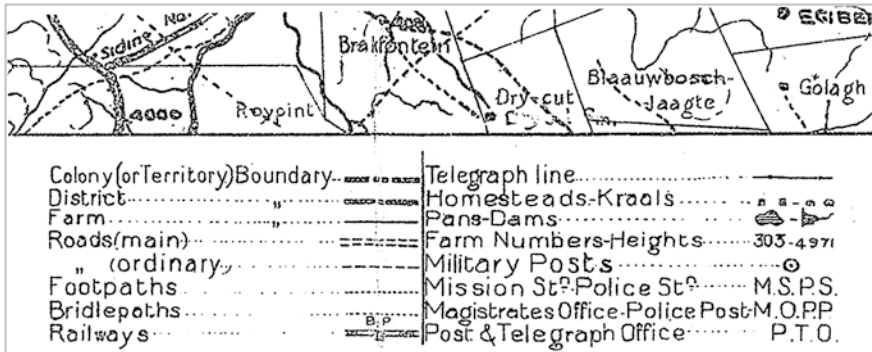 Siding No.
408
EGIBE
Brakfontein
Blaauwbosch-
Jaagte
Golagh
Dry-cut
4000
Roypint
Colony (or Territory) Boundary
District „
Farm „
Roads (main)
„ (ordinary)
Footpaths
Bridlepaths
Railways
B.P
Telegraph line
Homesteads-Kraals
Pans-Dams
Farm Numbers-Heights 303-4971
Military Posts
Mission Stn.-Police Stn. M.S.P.S.
Magistrates Office-Police Post-M.O.P.P.
Post & Telegraph Office P.T.O.